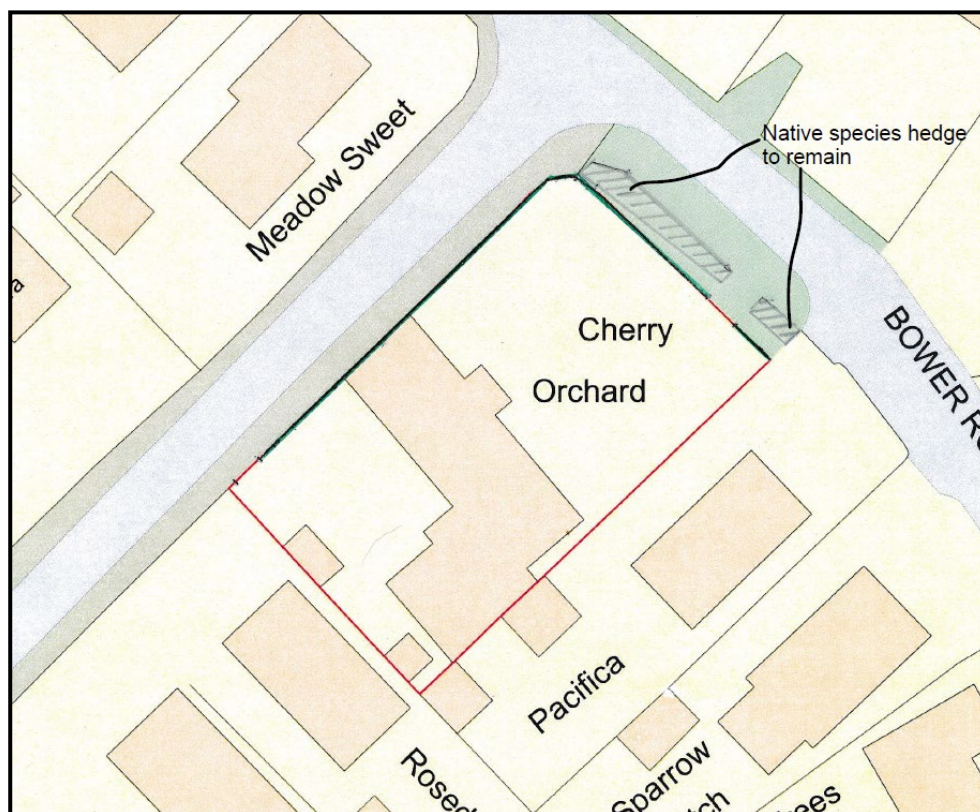 Meadow Sweet
Native species hedge
to remain
Cherry
Orchard
BOWER
Pacifica
Sparrow